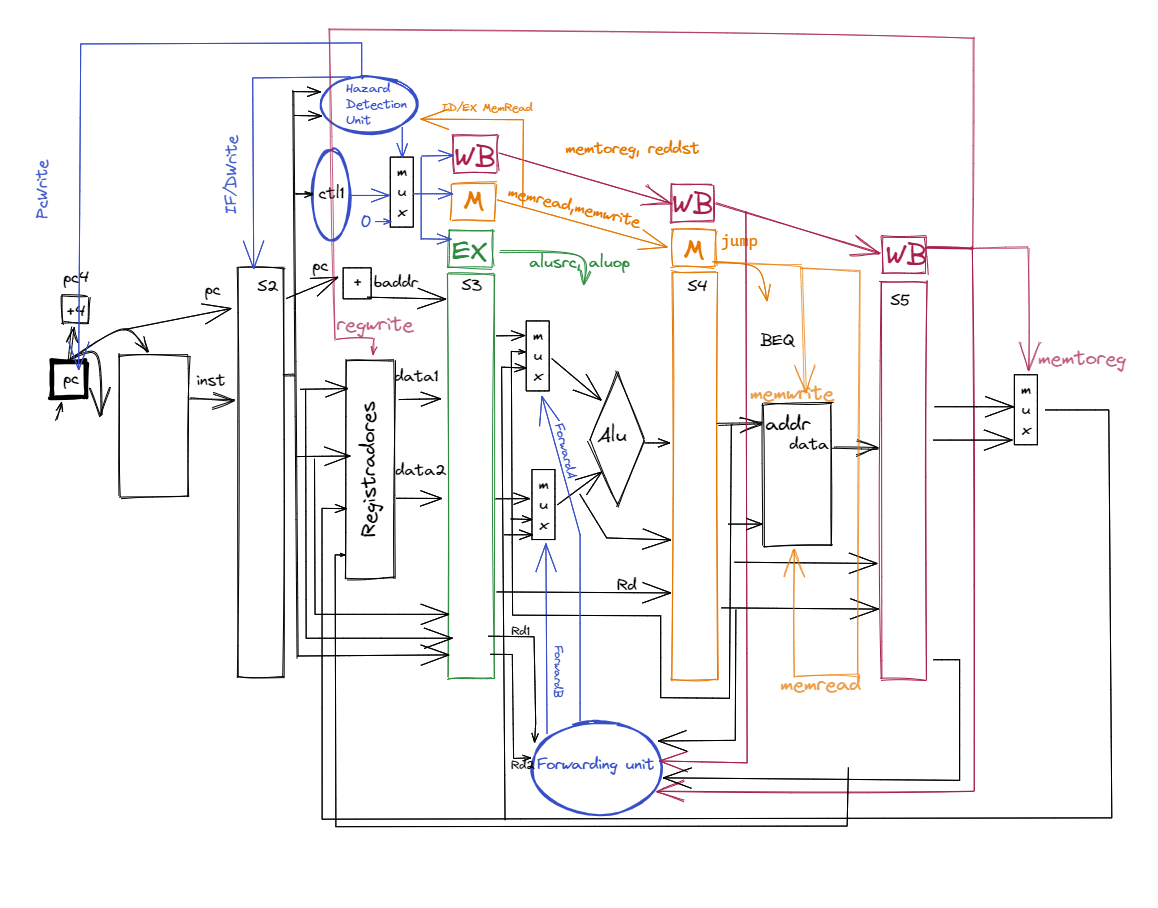 Hazard
Detection
Unit
ID/EX MemRead
PcWrite
IF/DWrite
WB
memtoreg, reddst
ctl1
m
u
x
0
M
memread,memwrite
WB
EX
alusrc, aluop
M
jump
WB
pc4
+4
pc
pc
inst
S2
pc
+
baddr
S3
S4
S5
regwrite
data1
data2
Registradores
m
u
x
m
u
x
Alu
ForwardA
ForwardB
BEQ
memwrite
addr
data
memread
memtoreg
m
u
x
Rd
Rd1
Rd2
Forwarding unit